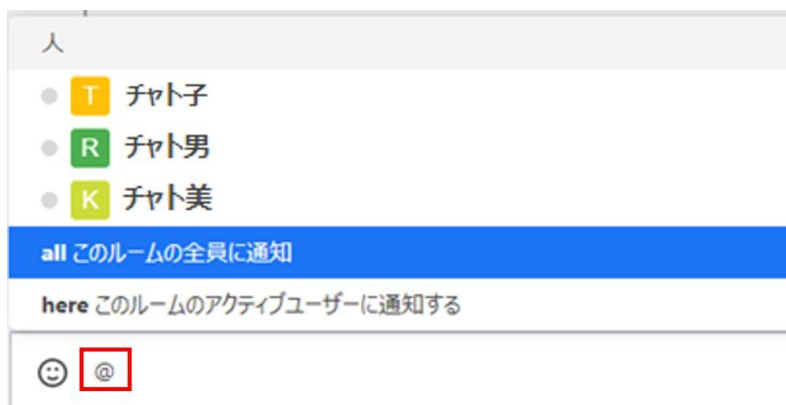 人
T チャト子
R チャト男
K チャト美
all このルームの全員に通知
here このルームのアクティブユーザーに通知する
@